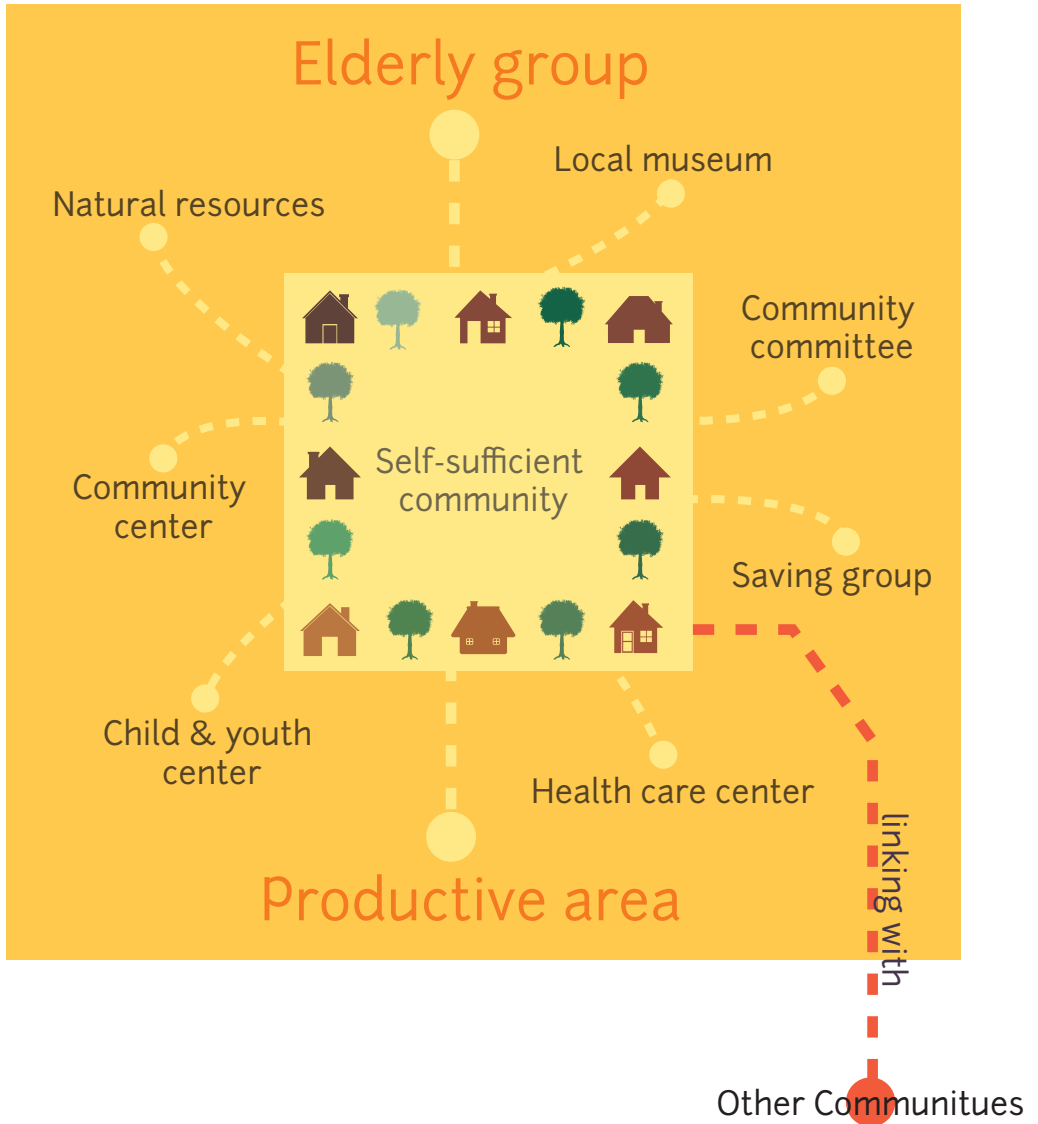 Elderly group
Local museum
Natural resources
Community
committee
Self-sufficient
community
Community
center
Saving group
Child & youth
center
Health care center
Productive area
linking with
Other Communitues